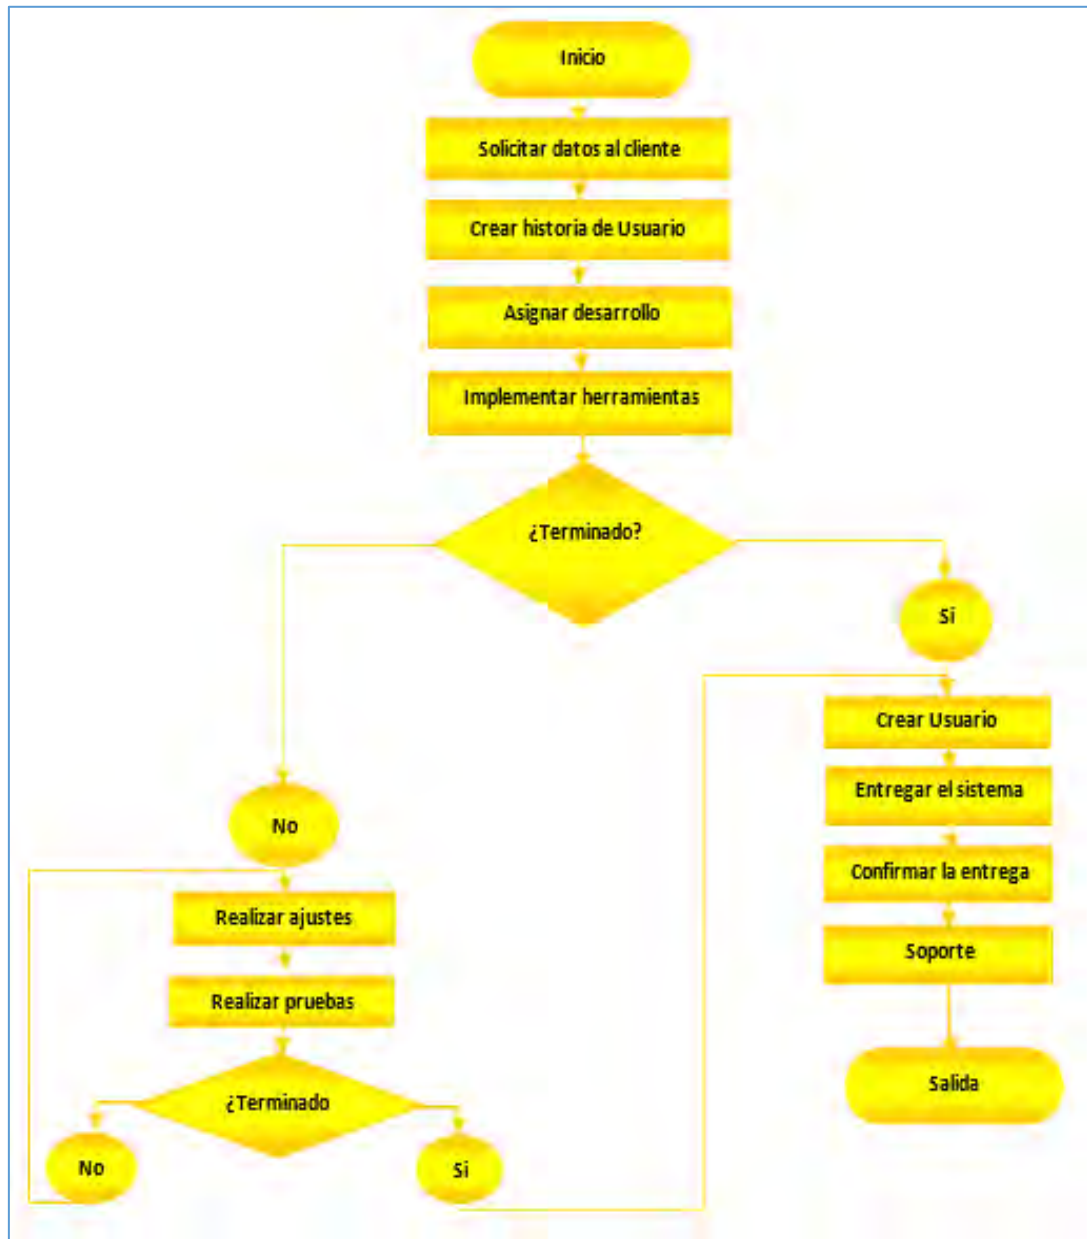 Inicio
Solicitar datos al cliente
Crear historia de Usuario
Asignar desarrollo
Implementar herramientas
¿Terminado?
Si
Crear Usuario
Entregar el sistema
Confirmar la entrega
Soporte
Salida
No
Realizar ajustes
Realizar pruebas
¿Terminado
No
Si